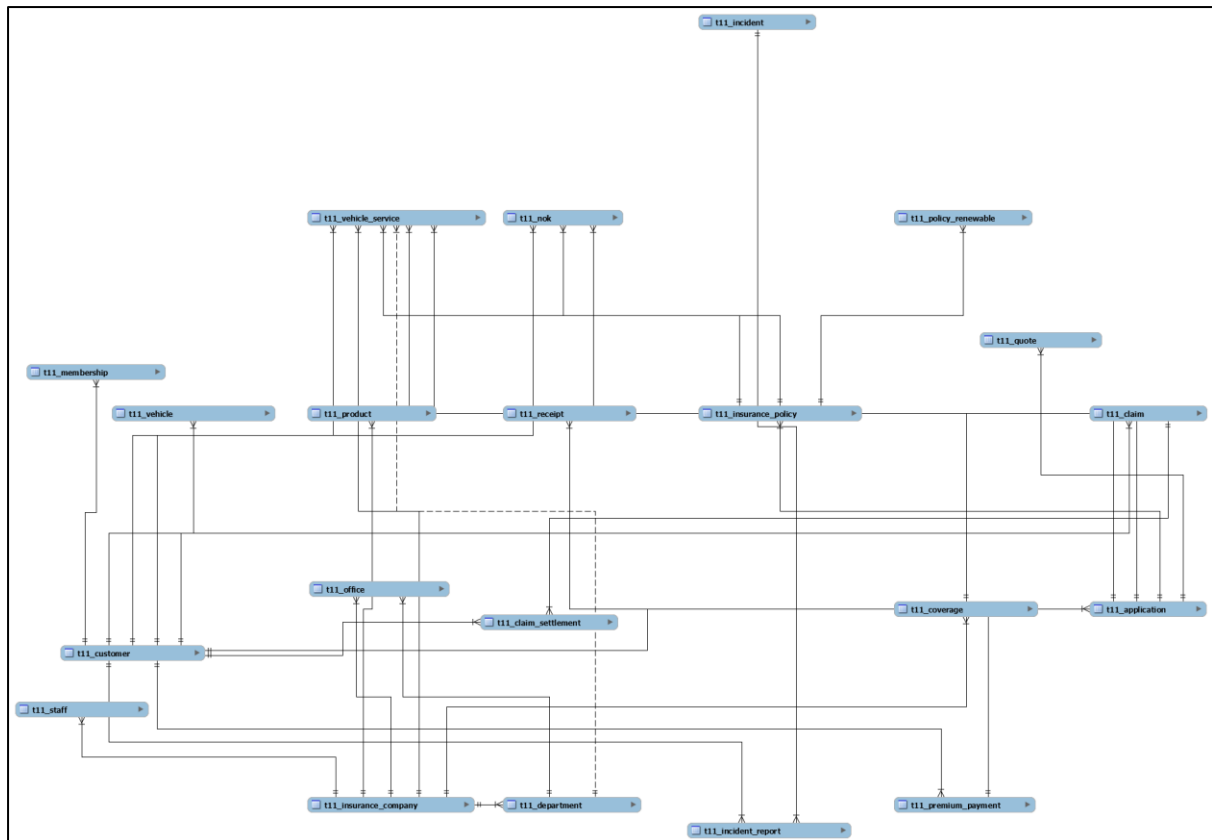 t11_incident
t11_vehicle_service
t11_nok
t11_policy_renewable
t11_quote
t11_membership
t11_vehicle
t11_product
t11_receipt
t11_insurance_policy
t11_claim
t11_office
t11_coverage
t11_application
t11_claim_settlement
t11_customer
t11_staff
t11_insurance_company
t11_department
t11_premium_payment
t11_incident_report